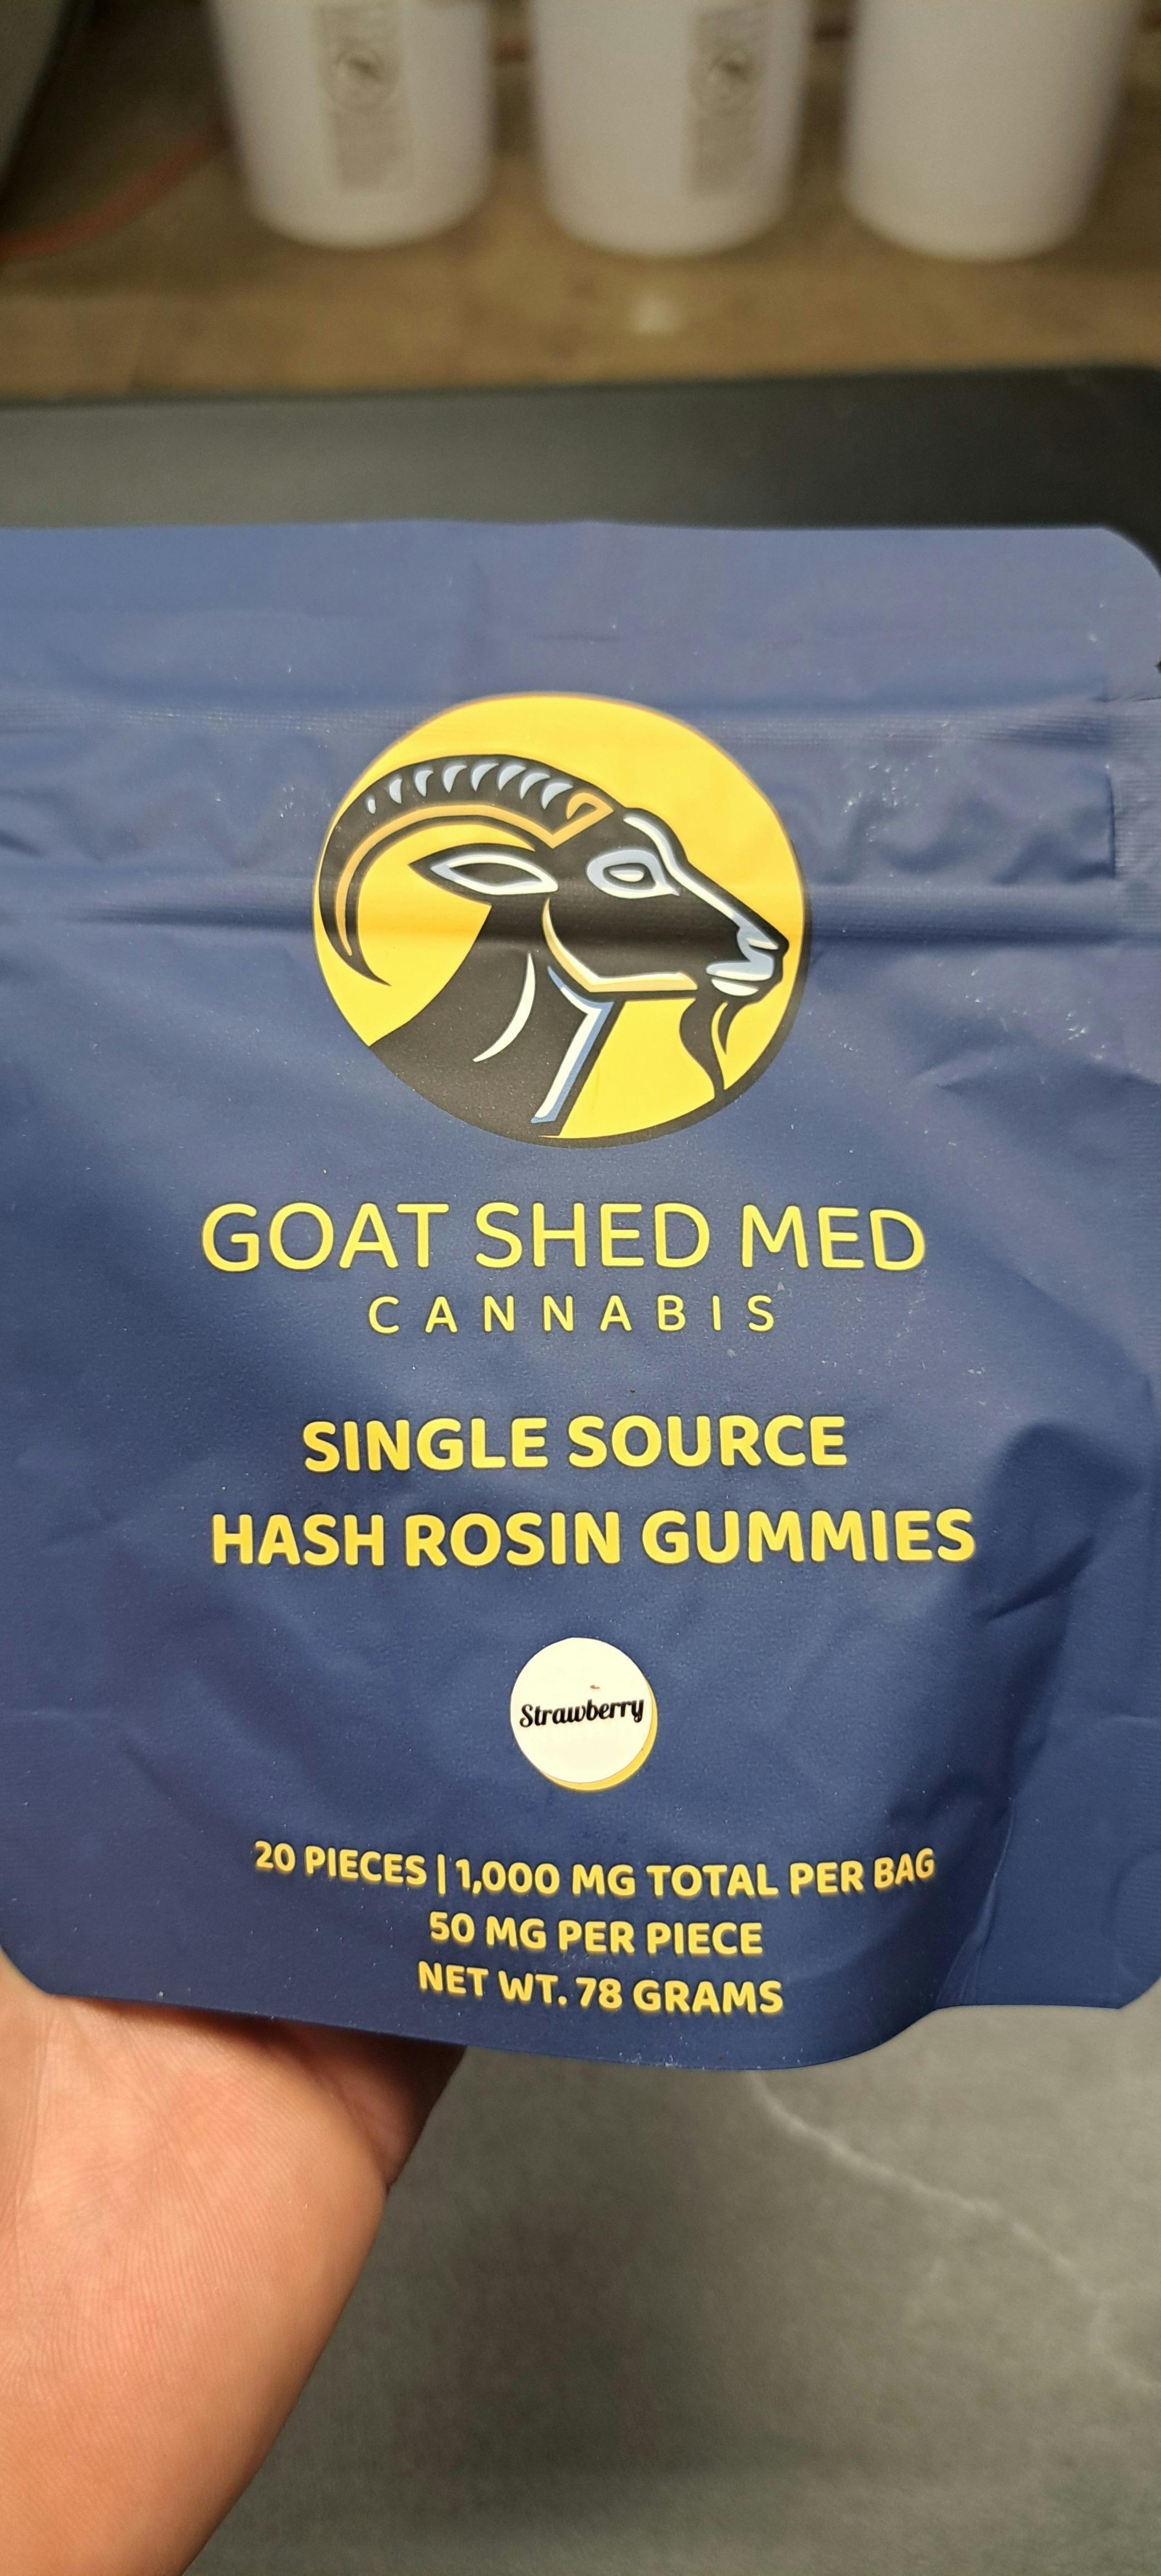 GOAT SHED MED
CANNABIS
SINGLE SOURCE
HASH ROSIN GUMMIES
Strawberry
20 PIECES | 1,000 MG TOTAL PER BAG
50 MG PER PIECE
NET WT. 78 GRAMS